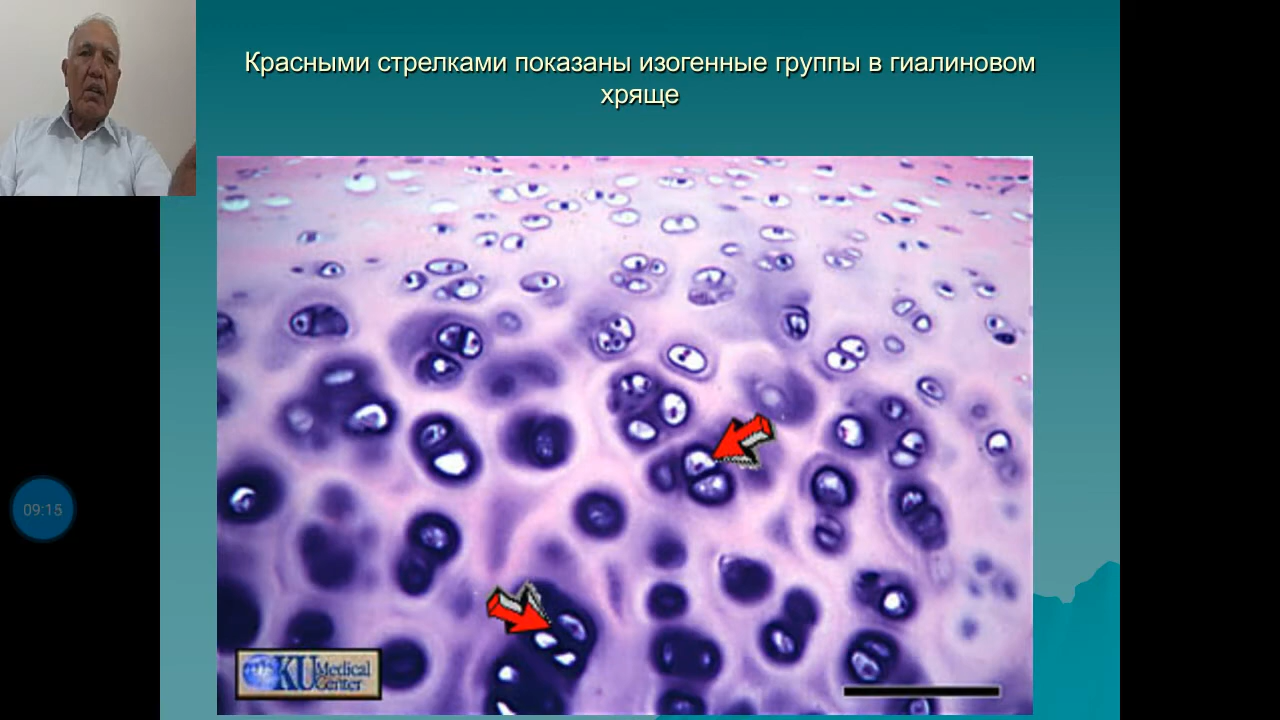 Красными стрелками показаны изогенные группы в гиалиновом
хряще
09:15
KU Medical
Center